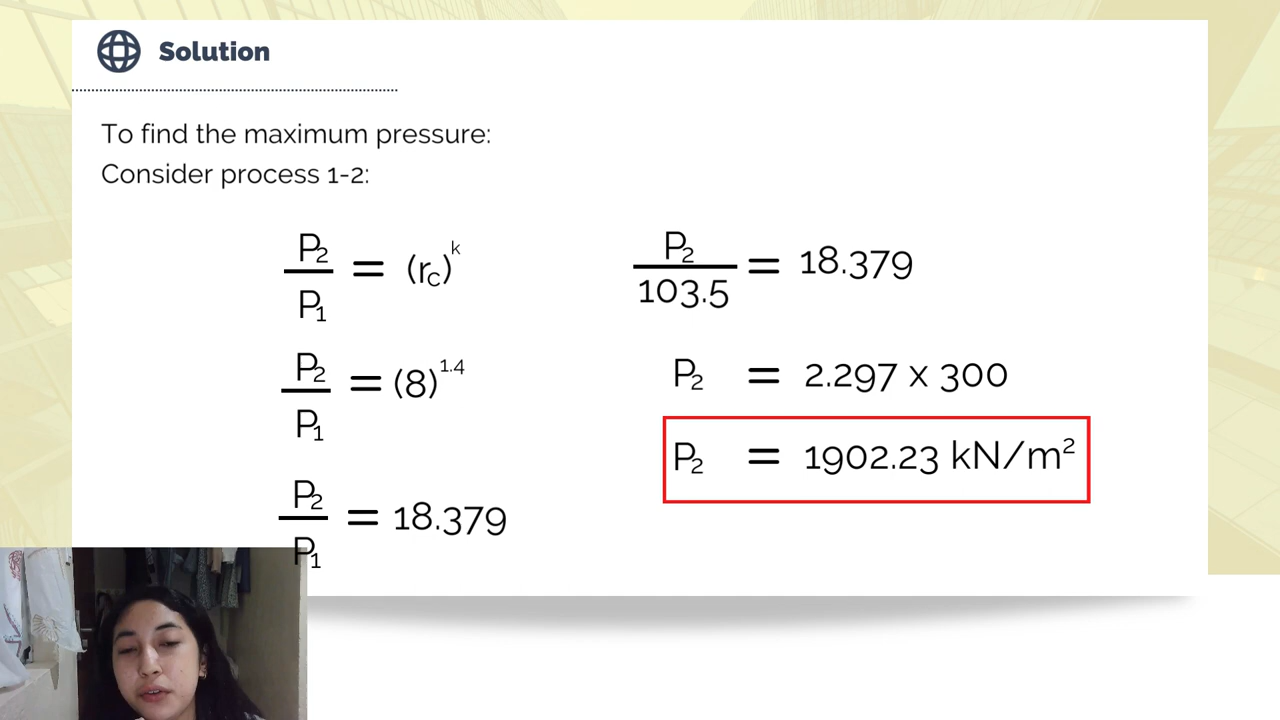 Solution
To find the maximum pressure:
Consider process 1-2:
P2/P1 = (rc)^k
P2/P1 = (8)^1.4
P2/P1 = 18.379
P2/103.5 = 18.379
P2 = 2.297 x 300
P2 = 1902.23 kN/m²